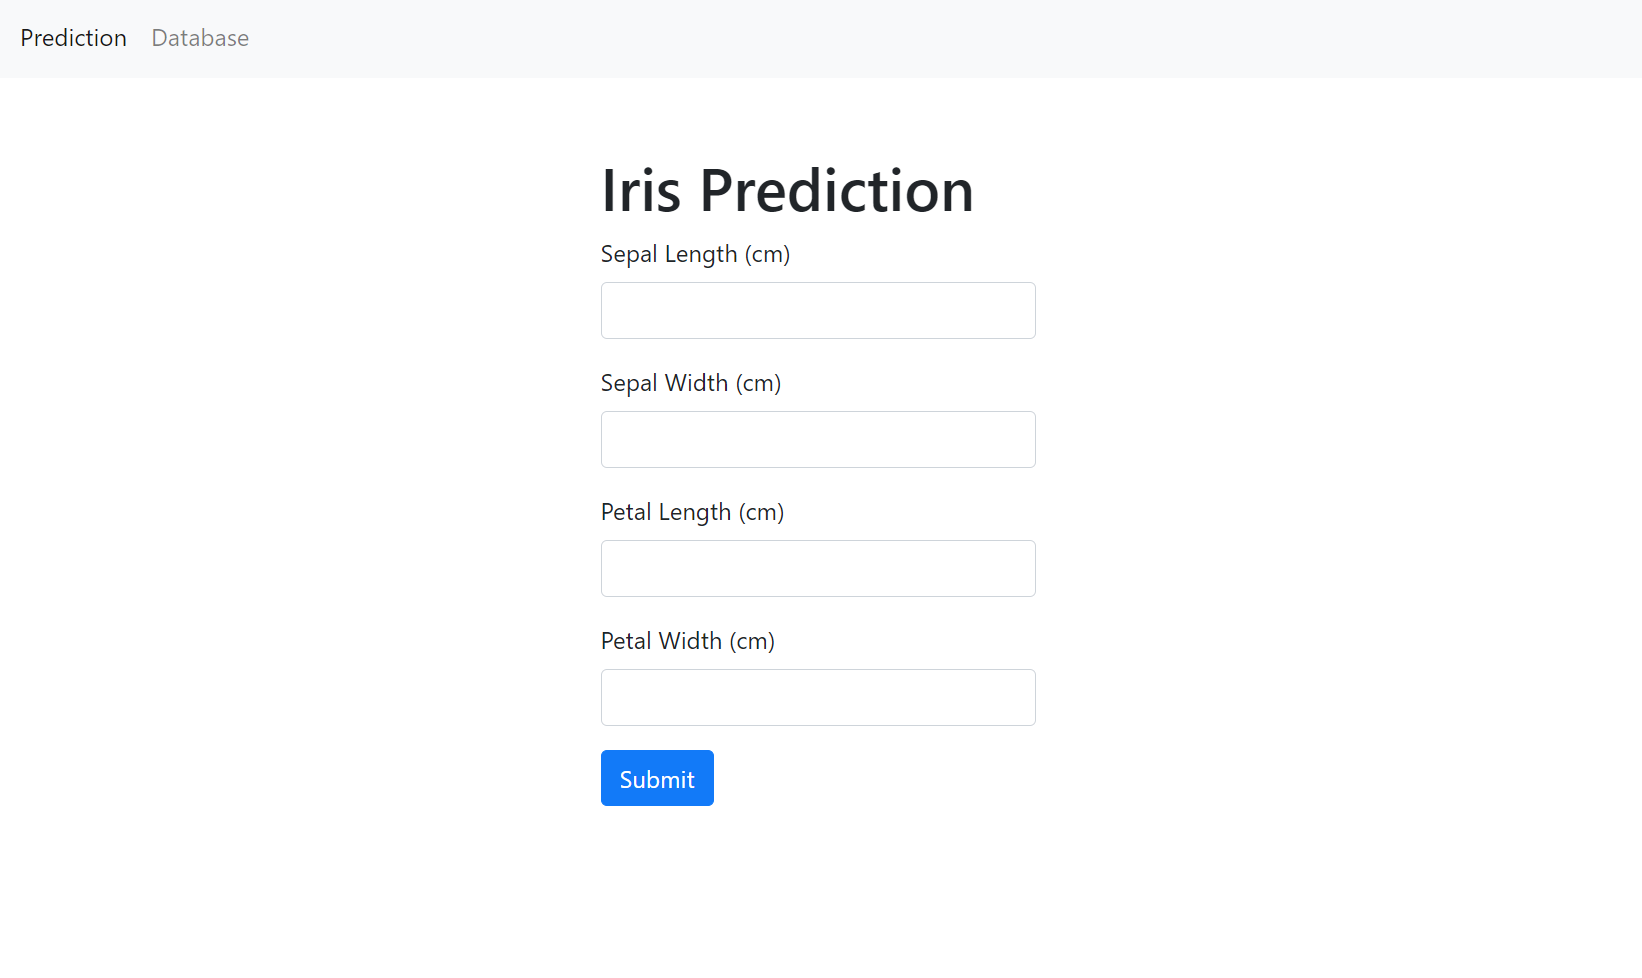 Prediction Database
Iris Prediction
Sepal Length (cm)
Sepal Width (cm)
Petal Length (cm)
Petal Width (cm)
Submit